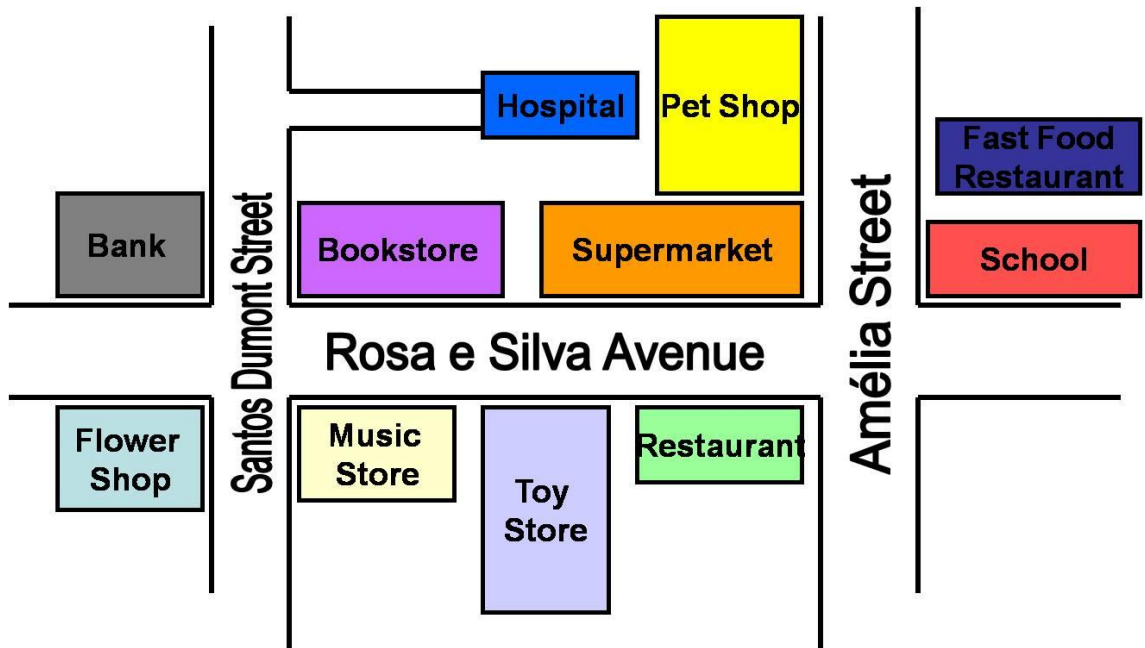 Hospital
Pet Shop
Fast Food
Restaurant
Bank
Santos Dumont Street
Bookstore
Supermarket
Amélia Street
School
Rosa e Silva Avenue
Flower
Shop
Music
Store
Toy
Store
Restaurant